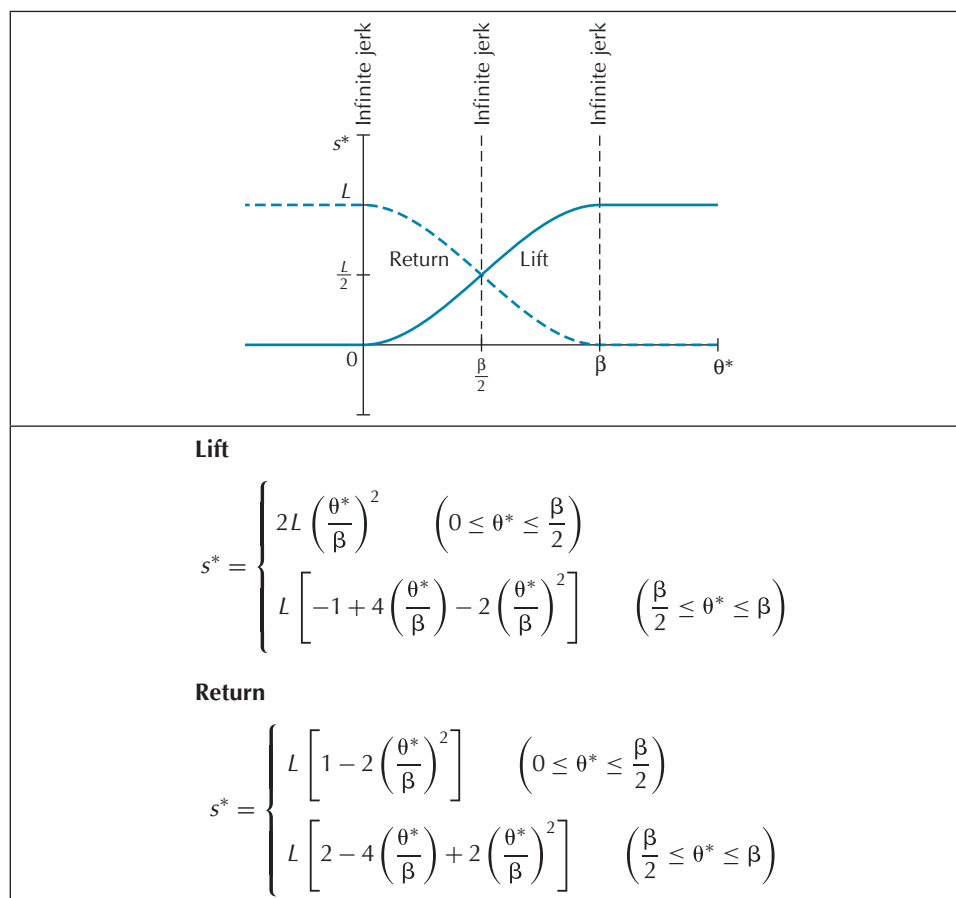 Infinite jerk
Infinite jerk
Infinite jerk
s*
L
Return
Lift
L/2
0
β/2
β
θ*
Lift
s* = { 2L (θ*/β)² (0 ≤ θ* ≤ β/2)
L [−1 + 4 (θ*/β) − 2 (θ*/β)²] (β/2 ≤ θ* ≤ β)
Return
s* = { L [1 − 2 (θ*/β)²] (0 ≤ θ* ≤ β/2)
L [2 − 4 (θ*/β) + 2 (θ*/β)²] (β/2 ≤ θ* ≤ β)